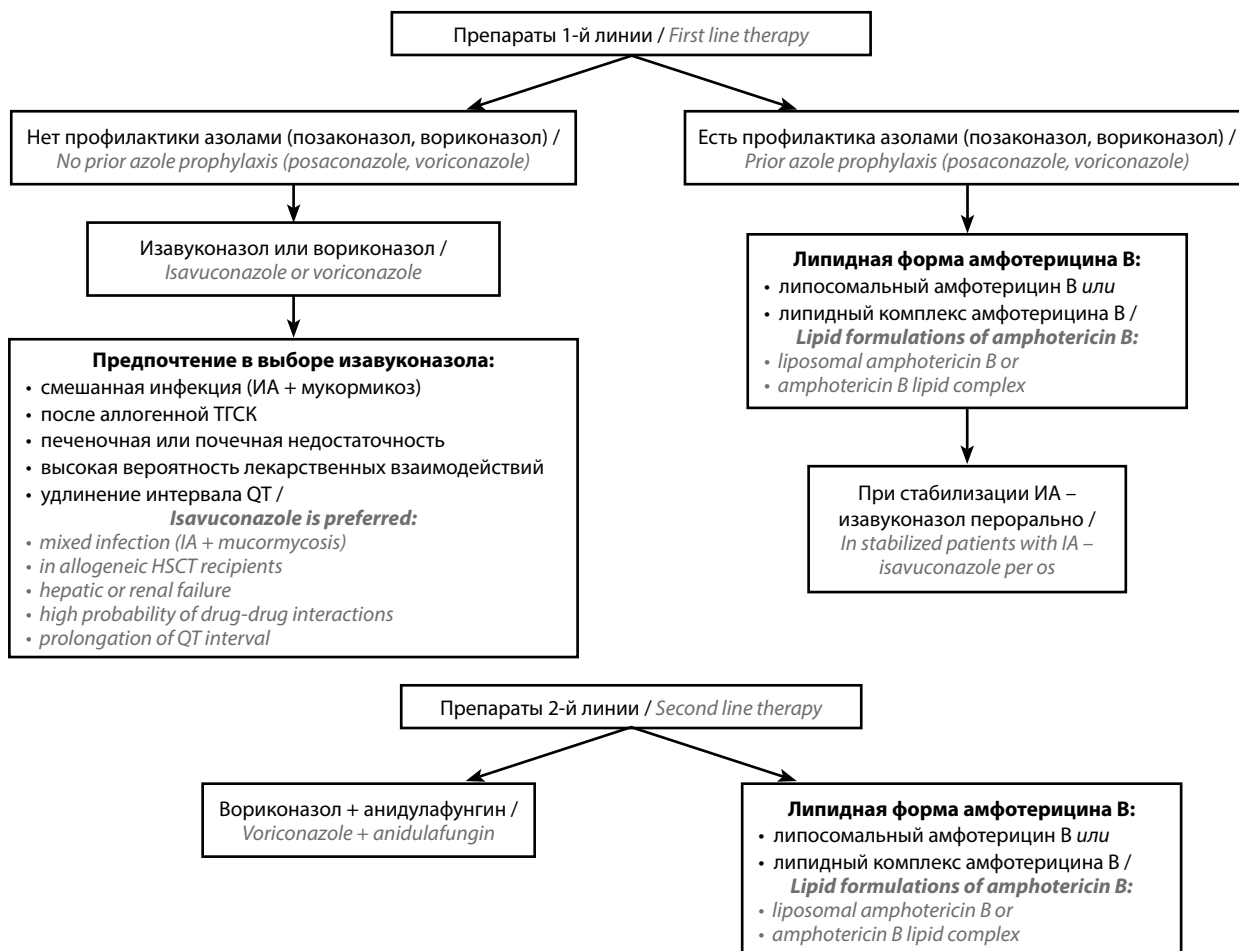 Препараты 1-й линии / First line therapy
Нет профилактики азолами (позаконазол, вориконазол) /
No prior azole prophylaxis (posaconazole, voriconazole)
Есть профилактика азолами (позаконазол, вориконазол) /
Prior azole prophylaxis (posaconazole, voriconazole)
Изавуконазол или вориконазол /
Isavuconazole or voriconazole
Липидная форма амфотерицина В:
• липосомальный амфотерицин В или
• липидный комплекс амфотерицина В /
Lipid formulations of amphotericin B:
• liposomal amphotericin B or
• amphotericin B lipid complex
Предпочтение в выборе изавуконазола:
• смешанная инфекция (ИА + мукормикоз)
• после аллогенной ТГСК
• печеночная или почечная недостаточность
• высокая вероятность лекарственных взаимодействий
• удлинение интервала QT /
Isavuconazole is preferred:
• mixed infection (IA + mucormycosis)
• in allogeneic HSCT recipients
• hepatic or renal failure
• high probability of drug-drug interactions
• prolongation of QT interval
При стабилизации ИА –
изавуконазол перорально /
In stabilized patients with IA –
isavuconazole per os
Препараты 2-й линии / Second line therapy
Вориконазол + анидулафунгин /
Voriconazole + anidulafungin
Липидная форма амфотерицина В:
• липосомальный амфотерицин В или
• липидный комплекс амфотерицина В /
Lipid formulations of amphotericin B:
• liposomal amphotericin B or
• amphotericin B lipid complex